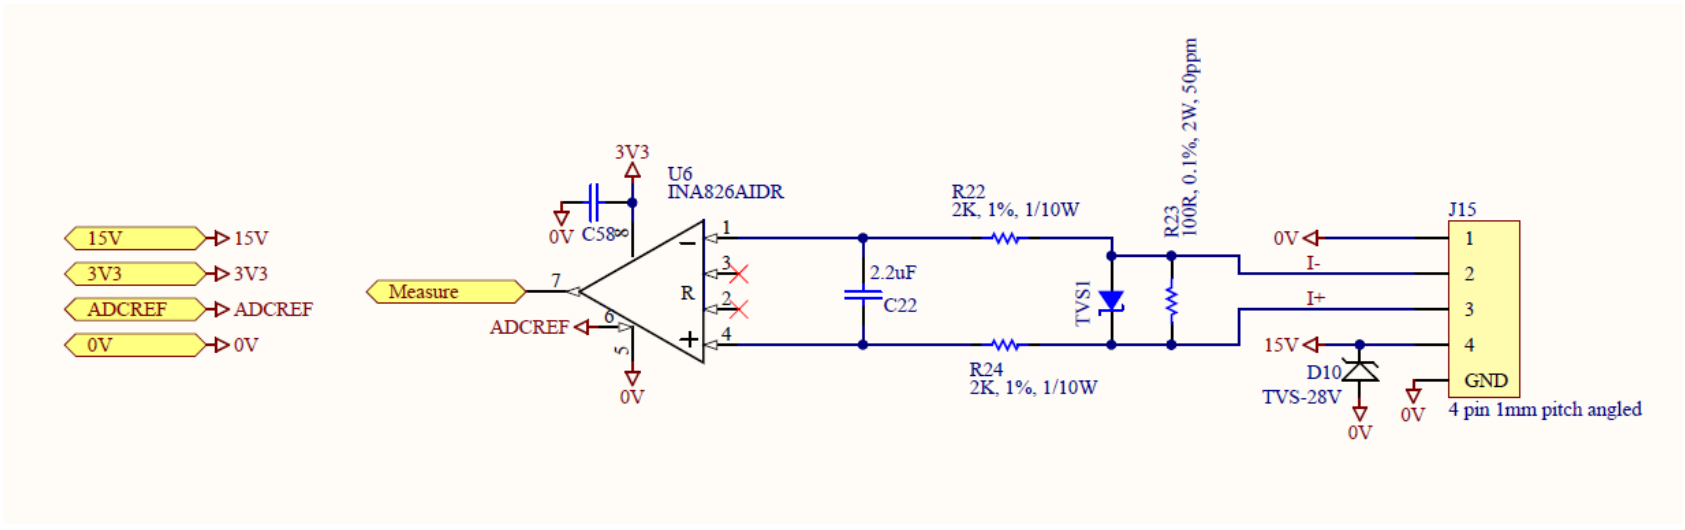 15V
15V
3V3
3V3
ADCREF
ADCREF
0V
0V
Measure
7
3V3
0V
C58
8
U6
INA826AIDR
1
3
R
2
4
6
ADCREF
5
0V
2.2uF
C22
R22
2K, 1%, 1/10W
R24
2K, 1%, 1/10W
TVS1
R23
100R, 0.1%, 2W, 50ppm
J15
0V
1
I-
2
I+
3
15V
4
D10
TVS-28V
0V
GND
0V
4 pin 1mm pitch angled